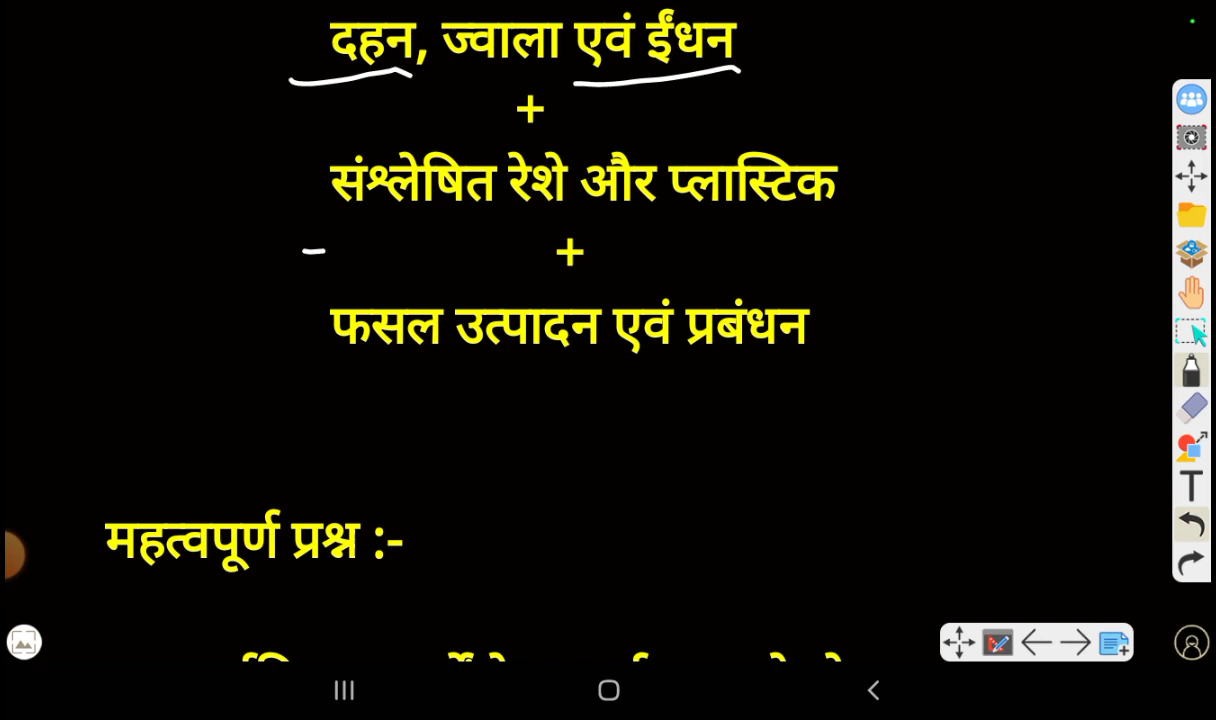 दहन, ज्वाला एवं ईंधन
+
संश्लेषित रेशे और प्लास्टिक
+
फसल उत्पादन एवं प्रबंधन
महत्वपूर्ण प्रश्न :-